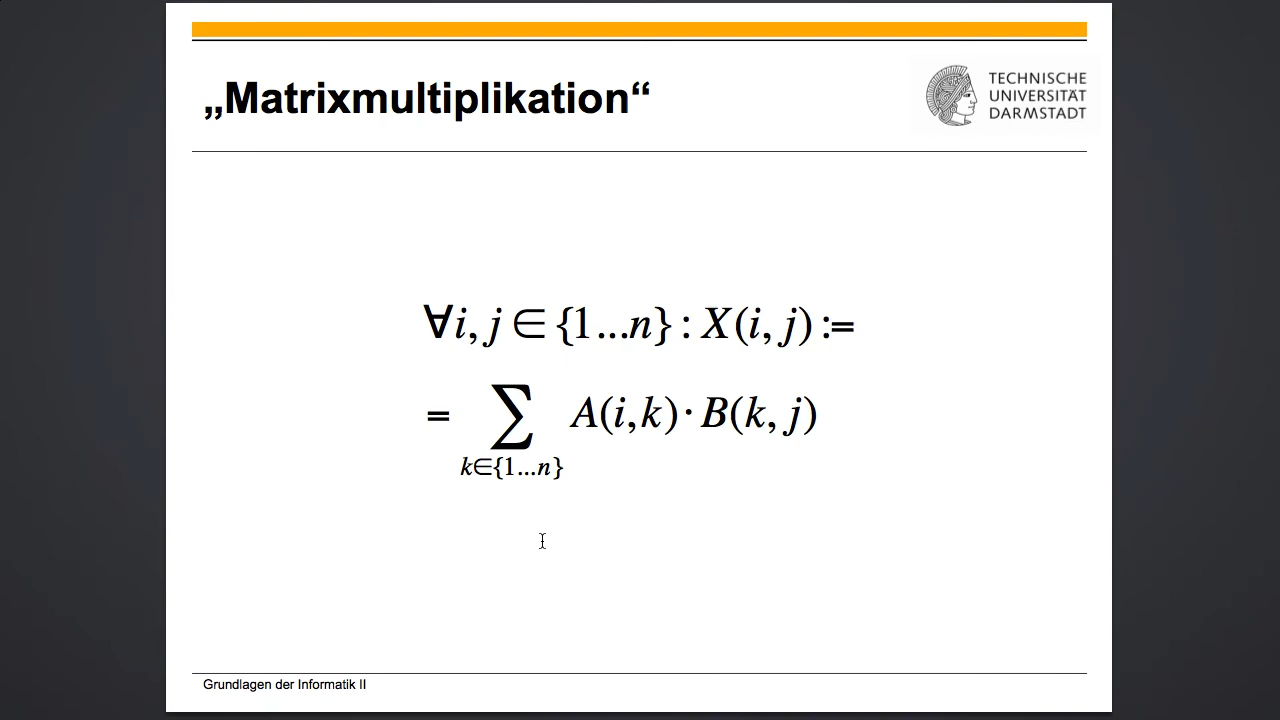 „Matrixmultiplikation“
TECHNISCHE
UNIVERSITÄT
DARMSTADT
∀i, j ∈ {1...n} : X(i, j) :=
= ∑ A(i,k) · B(k, j)
k∈{1...n}
Grundlagen der Informatik II